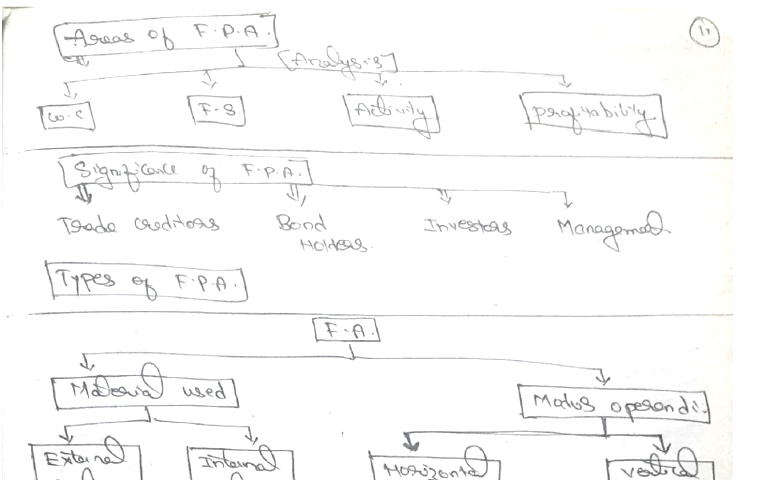 11
Areas of F.P.A.
[Analysis]
W.C F-S Activity Profitability
Significance of F.P.A.
Trade creditors Bond Holders. Investors Management
Types of F.P.A.
F.A.
Material used Modus operandi.
External Internal Horizontal Vertical